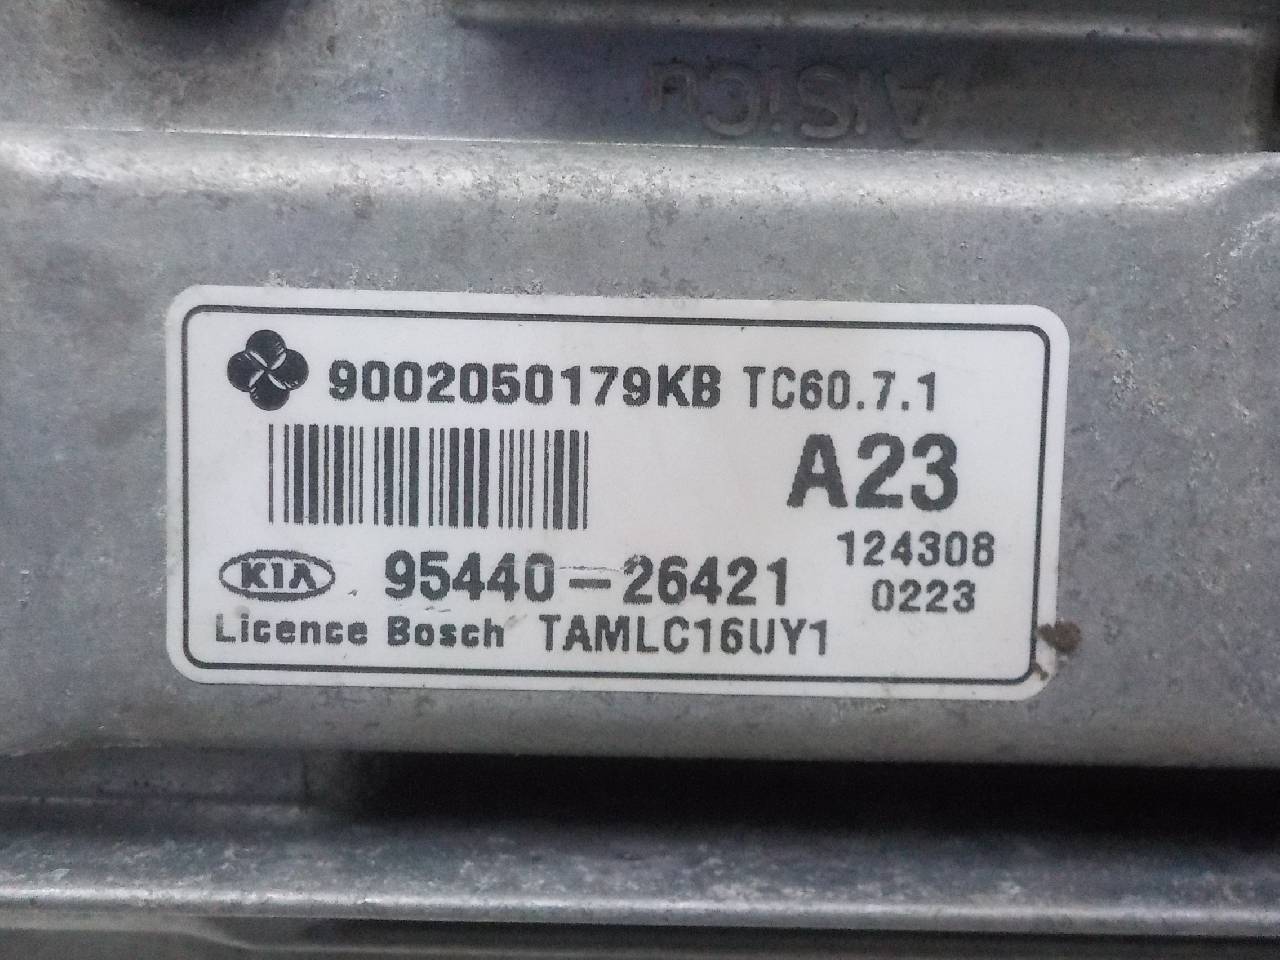 9002050179KB TC60.7.1
A23
KIA 95440-26421
124308
0223
Licence Bosch TAMLC16UY1